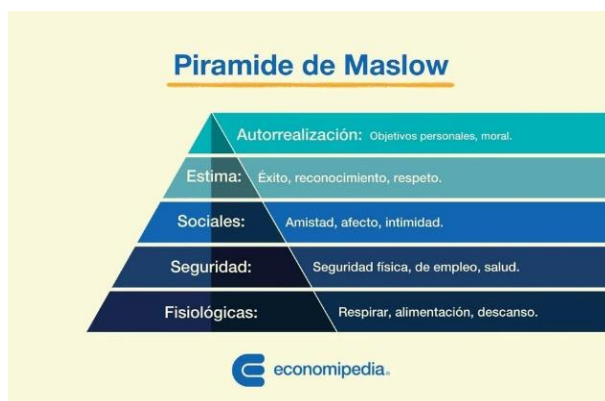 Piramide de Maslow
Autorrealización: Objetivos personales, moral.
Estima: Éxito, reconocimiento, respeto.
Sociales: Amistad, afecto, intimidad.
Seguridad: Seguridad física, de empleo, salud.
Fisiológicas: Respirar, alimentación, descanso.
economipedia